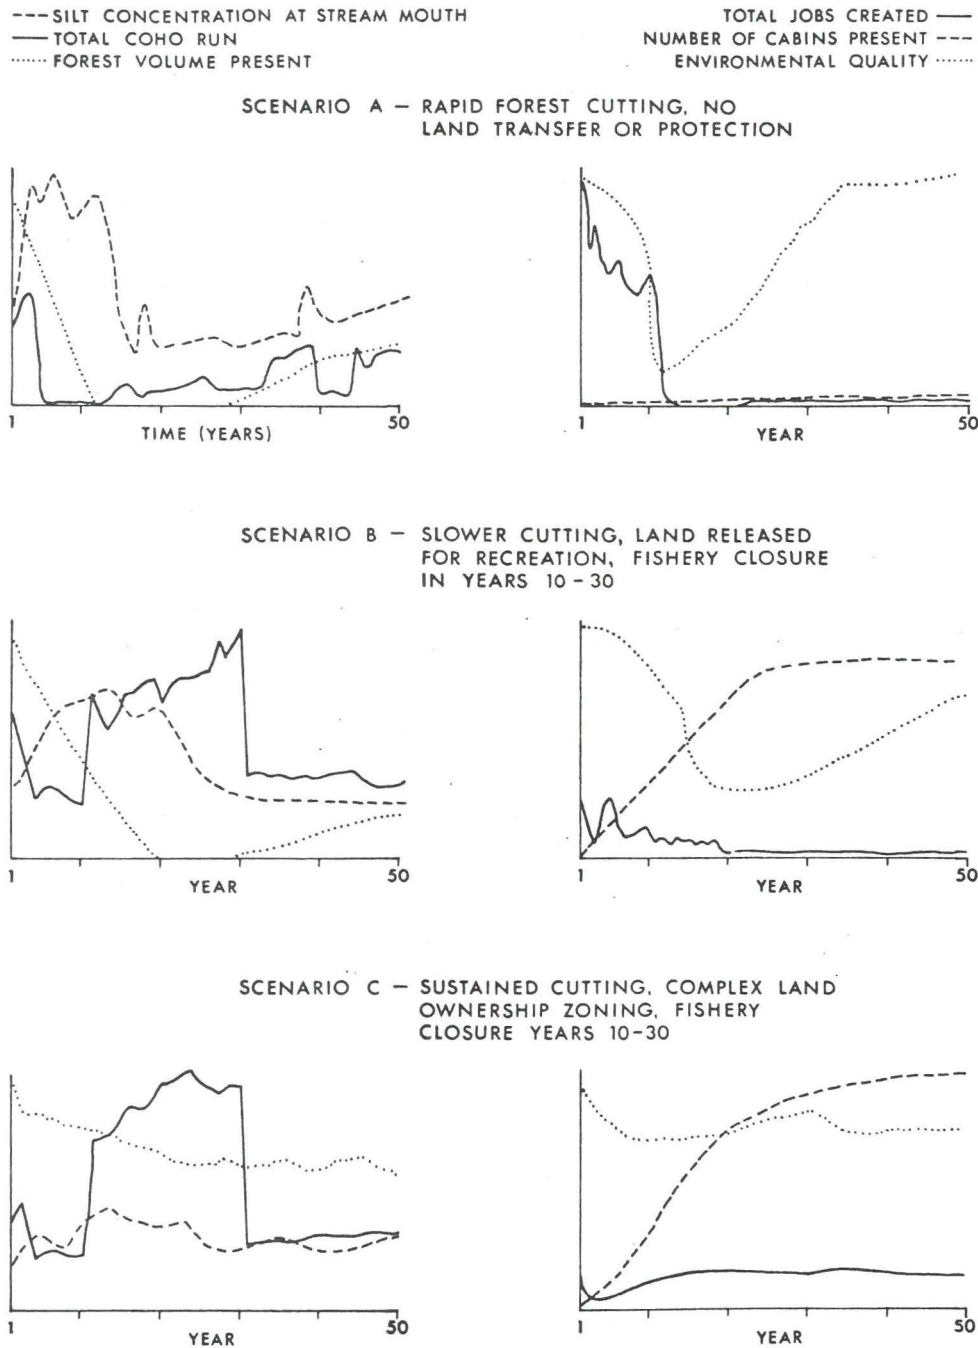 ---SILT CONCENTRATION AT STREAM MOUTH
—TOTAL COHO RUN
......FOREST VOLUME PRESENT
TOTAL JOBS CREATED —
NUMBER OF CABINS PRESENT ---
ENVIRONMENTAL QUALITY ......
SCENARIO A — RAPID FOREST CUTTING, NO
LAND TRANSFER OR PROTECTION
1
TIME (YEARS)
50
1
YEAR
50
SCENARIO B — SLOWER CUTTING, LAND RELEASED
FOR RECREATION, FISHERY CLOSURE
IN YEARS 10-30
1
YEAR
50
1
YEAR
50
SCENARIO C — SUSTAINED CUTTING, COMPLEX LAND
OWNERSHIP ZONING, FISHERY
CLOSURE YEARS 10-30
1
YEAR
50
1
YEAR
50